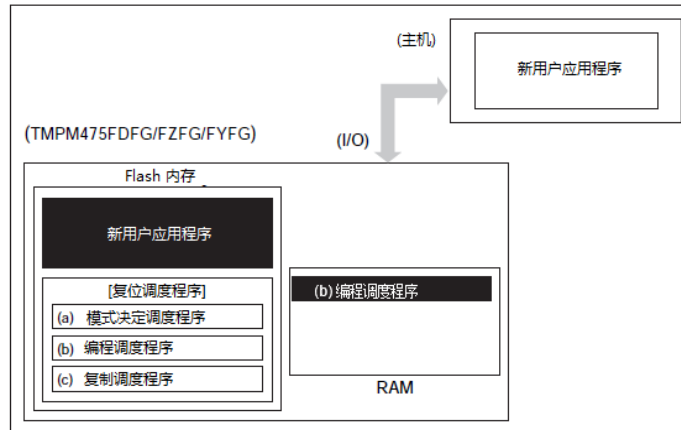 (主机)
新用户应用程序
(TMPM475FDFG/FZFG/FYFG)
(I/O)
Flash 内存
新用户应用程序
[复位调度程序]
(a) 模式决定调度程序
(b) 编程调度程序
(c) 复制调度程序
(b) 编程调度程序
RAM